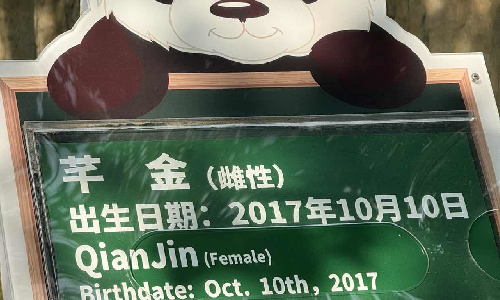 芊 金（雌性）
出生日期：2017年10月10日
QianJin (Female)
Birthdate: Oct. 10th, 2017